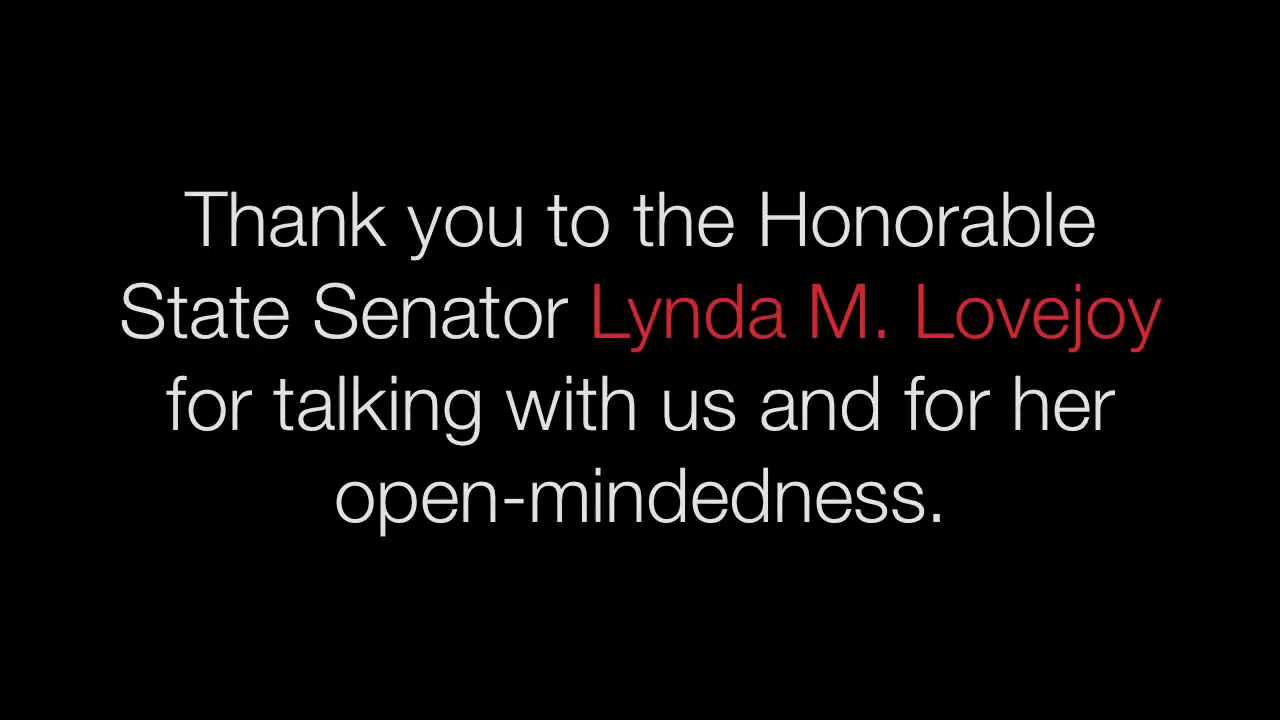 Thank you to the Honorable
State Senator Lynda M. Lovejoy
for talking with us and for her
open-mindedness.